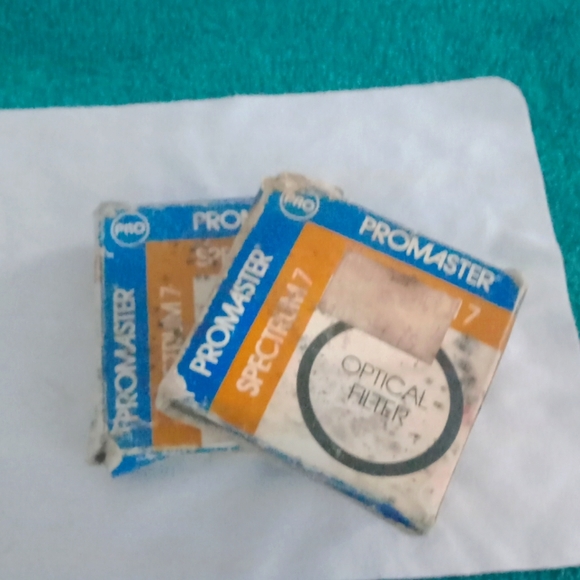 PRO
PROMASTER
PROMASTER
SPECTRUM 7
7
OPTICAL
FILTER
PRO
PROMASTER